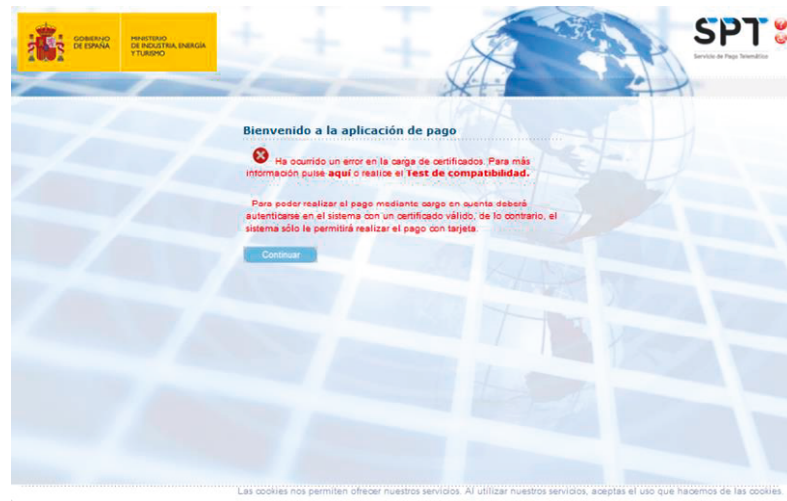 GOBIERNO
DE ESPAÑA
MINISTERIO
DE INDUSTRIA, ENERGÍA
Y TURISMO
SPT
Servicio de Pago Telemático
Bienvenido a la aplicación de pago
Ha ocurrido un error en la carga de certificados. Para más
información pulse aquí o realice el Test de compatibilidad.
Para poder realizar el pago mediante cargo en cuenta deberá
autenticarse en el sistema con un certificado válido, de lo contrario, el
sistema sólo le permitirá realizar el pago con tarjeta.
Continuar
Las cookies nos permiten ofrecer nuestros servicios. Al utilizar nuestros servicios, aceptas el uso que hacemos de las cookies.